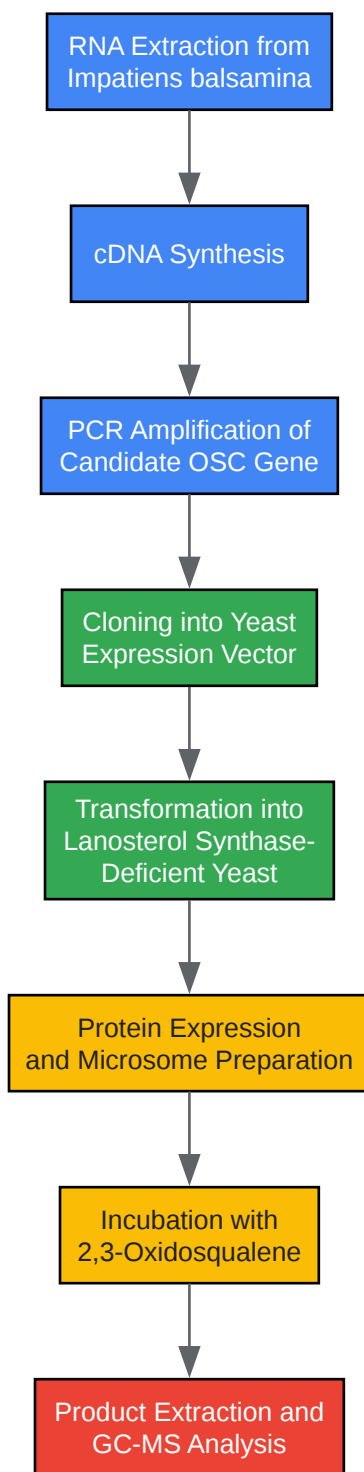 RNA Extraction from
Impatiens balsamina
cDNA Synthesis
PCR Amplification of
Candidate OSC Gene
Cloning into Yeast
Expression Vector
Transformation into
Lanosterol Synthase-
Deficient Yeast
Protein Expression
and Microsome Preparation
Incubation with
2,3-Oxidosqualene
Product Extraction and
GC-MS Analysis